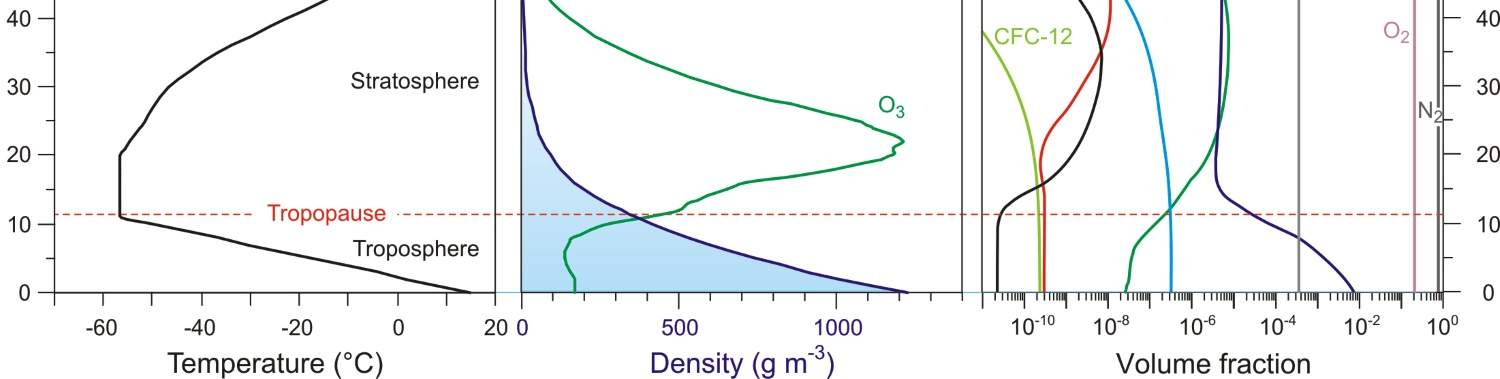 40
30
20
10
0
-60
-40
-20
0
20
Temperature (°C)
Stratosphere
Tropopause
Troposphere
0
500
1000
Density (g m⁻³)
O₃
CFC-12
O₂
N₂
10⁻¹⁰
10⁻⁸
10⁻⁶
10⁻⁴
10⁻²
10⁰
Volume fraction
40
30
20
10
0